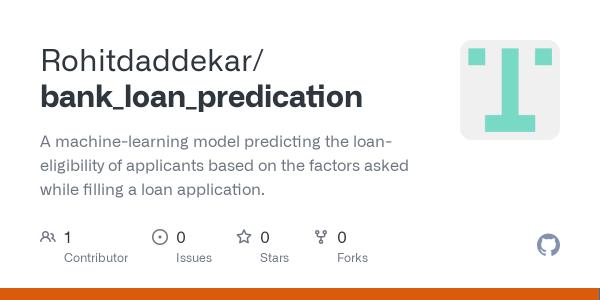 Rohitdaddekar/
bank_loan_predication
A machine-learning model predicting the loan-
eligibility of applicants based on the factors asked
while filling a loan application.
1 0 0 0
Contributor Issues Stars Forks